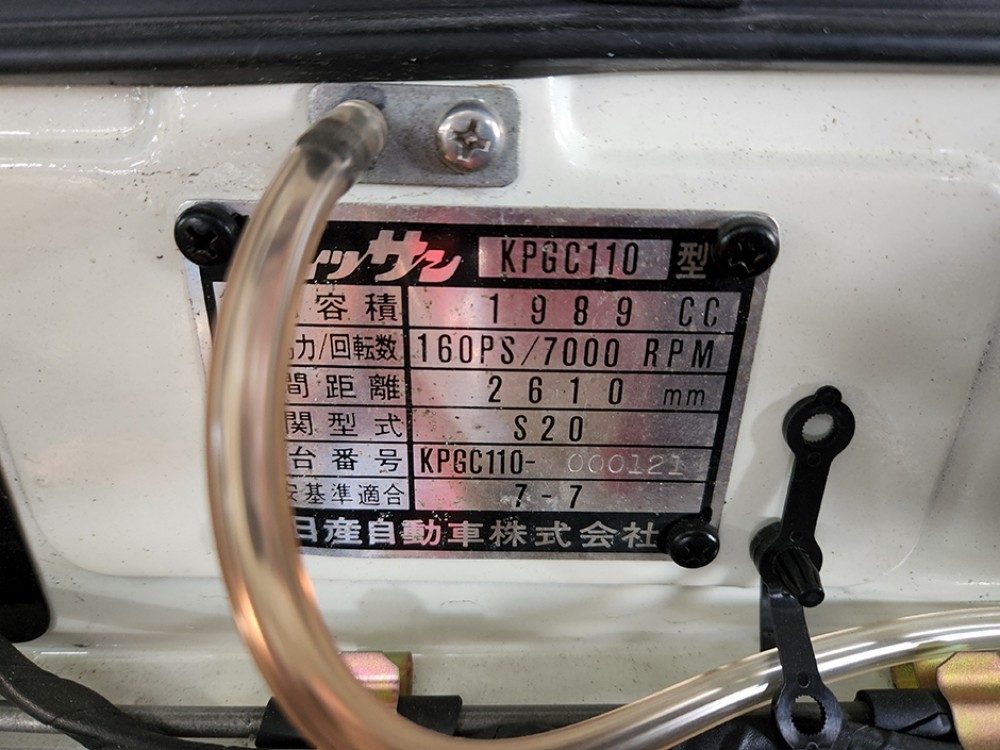 ッサン KPGC110 型
容積 1989 CC
力/回転数 160PS/7000 RPM
間距離 2610 mm
関型式 S20
台番号 KPGC110- 000121
基準適合 7-7
日産自動車株式会社